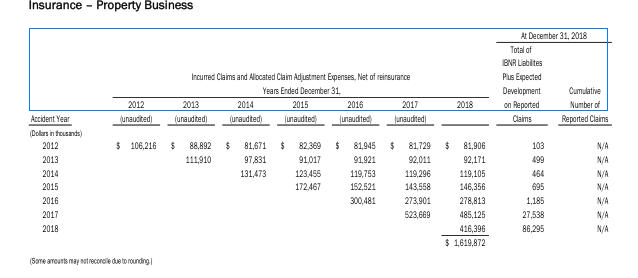 Insurance – Property Business
At December 31, 2018
Total of
IBNR Liabilites
Incurred Claims and Allocated Claim Adjustment Expenses, Net of reinsurance Plus Expected
Years Ended December 31, Development Cumulative
2012 2013 2014 2015 2016 2017 2018 on Reported Number of
Accident Year (unaudited) (unaudited) (unaudited) (unaudited) (unaudited) (unaudited) Claims Reported Claims
(Dollars in thousands)
2012 $ 106,216 $ 88,892 $ 81,671 $ 82,369 $ 81,945 $ 81,729 $ 81,906 103 N/A
2013 111,910 97,831 91,017 91,921 92,011 92,171 499 N/A
2014 131,473 123,455 119,753 119,296 119,105 464 N/A
2015 172,467 152,521 143,558 146,356 695 N/A
2016 300,481 273,901 278,813 1,185 N/A
2017 523,669 485,125 27,538 N/A
2018 416,396 86,295 N/A
$ 1,619,872
(Some amounts may not reconcile due to rounding.)